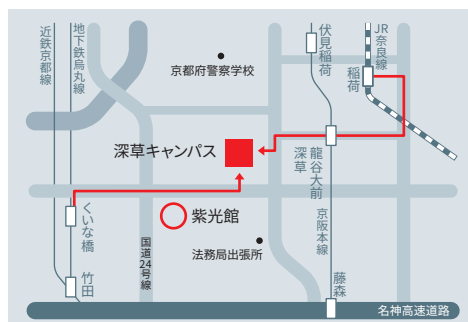 近鉄京都線
地下鉄烏丸線
京都府警察学校
伏見稲荷
JR奈良線
稲荷
深草キャンパス
龍谷大前
深草
くいな橋
紫光館
国道24号線
法務局出張所
京阪本線
竹田
藤森
名神高速道路